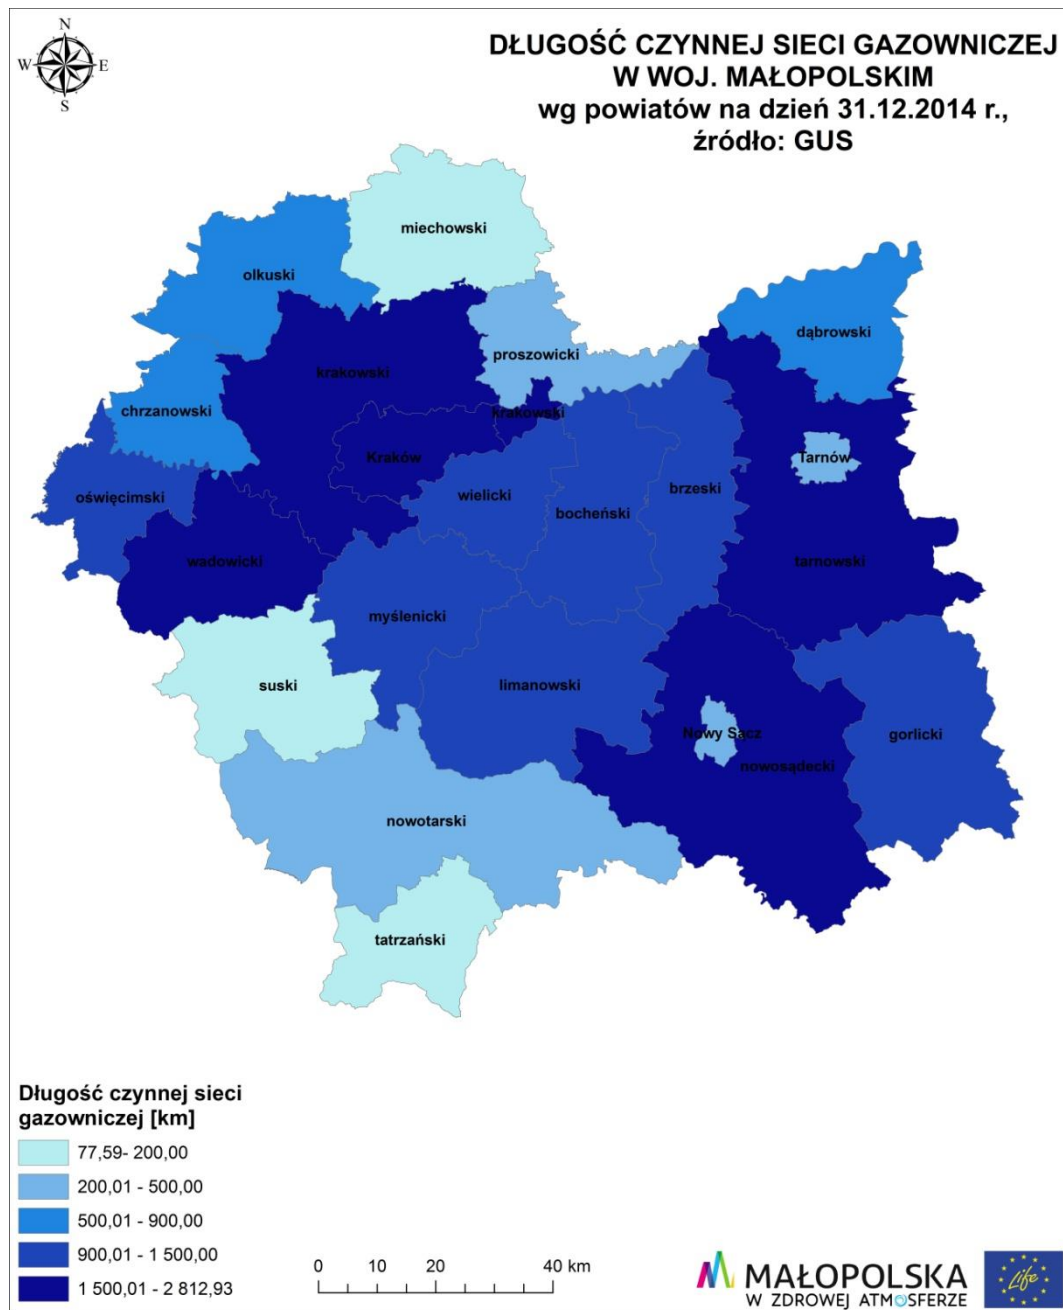 N
W E
S
DŁUGOŚĆ CZYNNEJ SIECI GAZOWNICZEJ
W WOJ. MAŁOPOLSKIM
wg powiatów na dzień 31.12.2014 r.,
źródło: GUS
miechowski
olkuski
dąbrowski
proszowicki
krakowski
chrzanowski
krakowski
Kraków
Tarnów
oświęcimski
wielicki
brzeski
bocheński
wadowicki
tarnowski
myślenicki
suski
limanowski
Nowy Sącz
gorlicki
nowosądecki
nowotarski
tatrzański
Długość czynnej sieci
gazowniczej [km]
77,59- 200,00
200,01 - 500,00
500,01 - 900,00
900,01 - 1 500,00
1 500,01 - 2 812,93
0 10 20 40 km
MAŁOPOLSKA
W ZDROWEJ ATMOSFERZE
Life